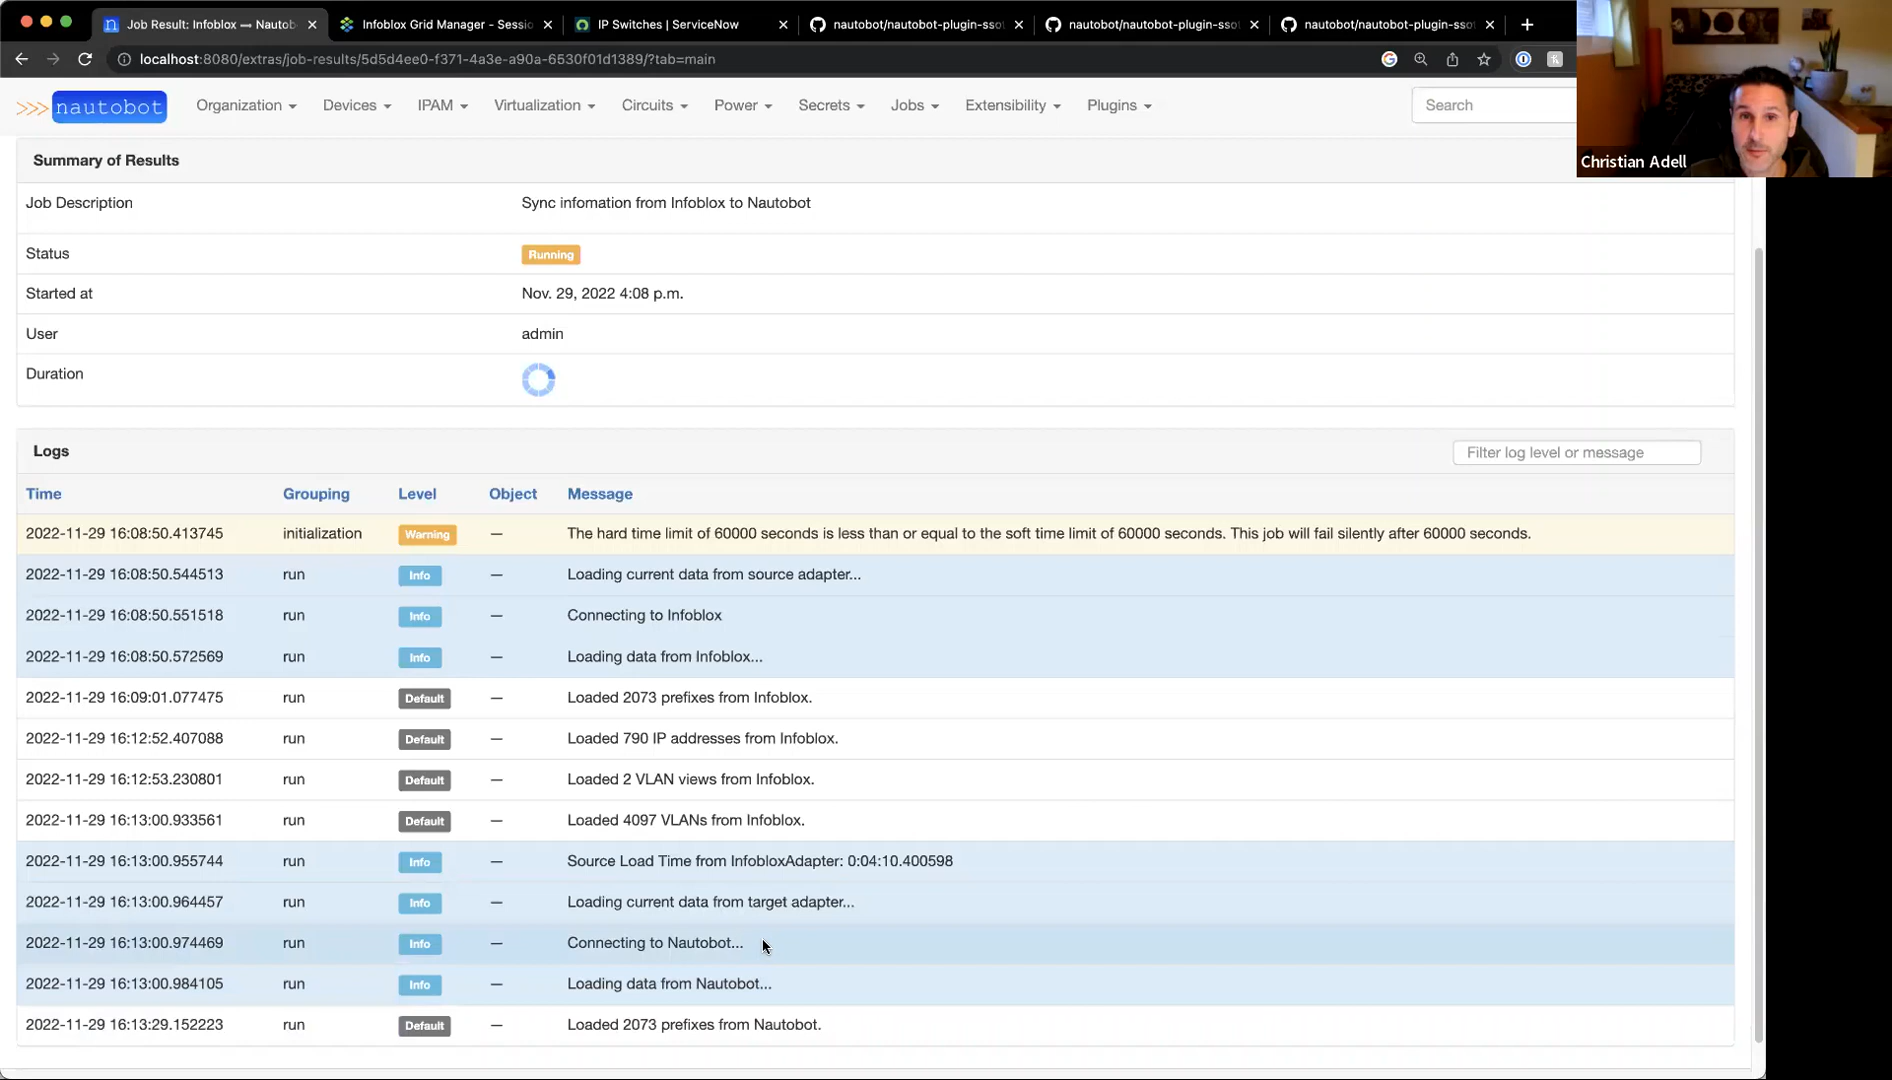 Job Result: Infoblox — Nautob
Infoblox Grid Manager - Sessio
IP Switches | ServiceNow
nautobot/nautobot-plugin-ssot
nautobot/nautobot-plugin-ssot
nautobot/nautobot-plugin-ssot
localhost:8080/extras/job-results/5d5d4ee0-f371-4a3e-a90a-6530f01d1389/?tab=main
nautobot
Organization
Devices
IPAM
Virtualization
Circuits
Power
Secrets
Jobs
Extensibility
Plugins
Search
Christian Adell
Summary of Results
Job Description Sync infomation from Infoblox to Nautobot
Status Running
Started at Nov. 29, 2022 4:08 p.m.
User admin
Duration
Logs
Filter log level or message
Time Grouping Level Object Message
2022-11-29 16:08:50.413745 initialization Warning — The hard time limit of 60000 seconds is less than or equal to the soft time limit of 60000 seconds. This job will fail silently after 60000 seconds.
2022-11-29 16:08:50.544513 run Info — Loading current data from source adapter...
2022-11-29 16:08:50.551518 run Info — Connecting to Infoblox
2022-11-29 16:08:50.572569 run Info — Loading data from Infoblox...
2022-11-29 16:09:01.077475 run Default — Loaded 2073 prefixes from Infoblox.
2022-11-29 16:12:52.407088 run Default — Loaded 790 IP addresses from Infoblox.
2022-11-29 16:12:53.230801 run Default — Loaded 2 VLAN views from Infoblox.
2022-11-29 16:13:00.933561 run Default — Loaded 4097 VLANs from Infoblox.
2022-11-29 16:13:00.955744 run Info — Source Load Time from InfobloxAdapter: 0:04:10.400598
2022-11-29 16:13:00.964457 run Info — Loading current data from target adapter...
2022-11-29 16:13:00.974469 run Info — Connecting to Nautobot...
2022-11-29 16:13:00.984105 run Info — Loading data from Nautobot...
2022-11-29 16:13:29.152223 run Default — Loaded 2073 prefixes from Nautobot.